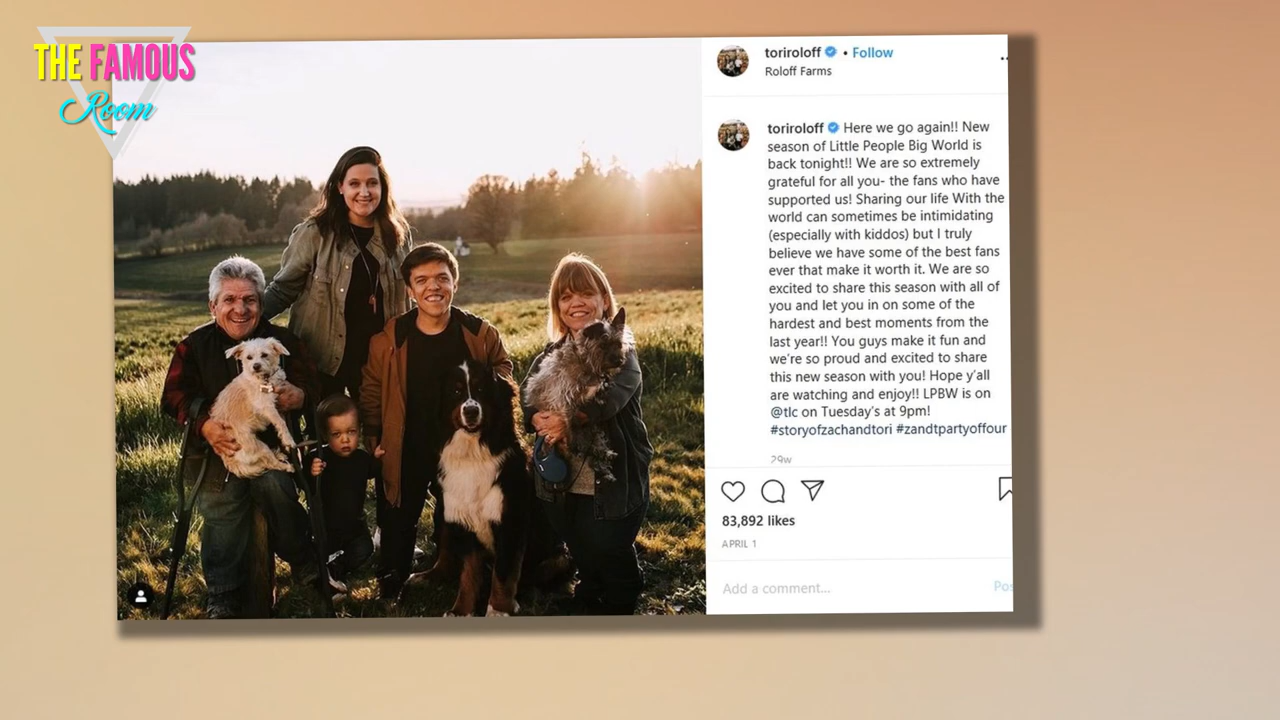 THE FAMOUS
Room
toriroloff • Follow
Roloff Farms
toriroloff Here we go again!! New
season of Little People Big World is
back tonight!! We are so extremely
grateful for all you- the fans who have
supported us! Sharing our life With the
world can sometimes be intimidating
(especially with kiddos) but I truly
believe we have some of the best fans
ever that make it worth it. We are so
excited to share this season with all of
you and let you in on some of the
hardest and best moments from the
last year!! You guys make it fun and
we're so proud and excited to share
this new season with you! Hope y'all
are watching and enjoy!! LPBW is on
@tlc on Tuesday's at 9pm!
#storyofzachandtori #zandtpartyoffour
29w
83,892 likes
APRIL 1
Add a comment... Pos